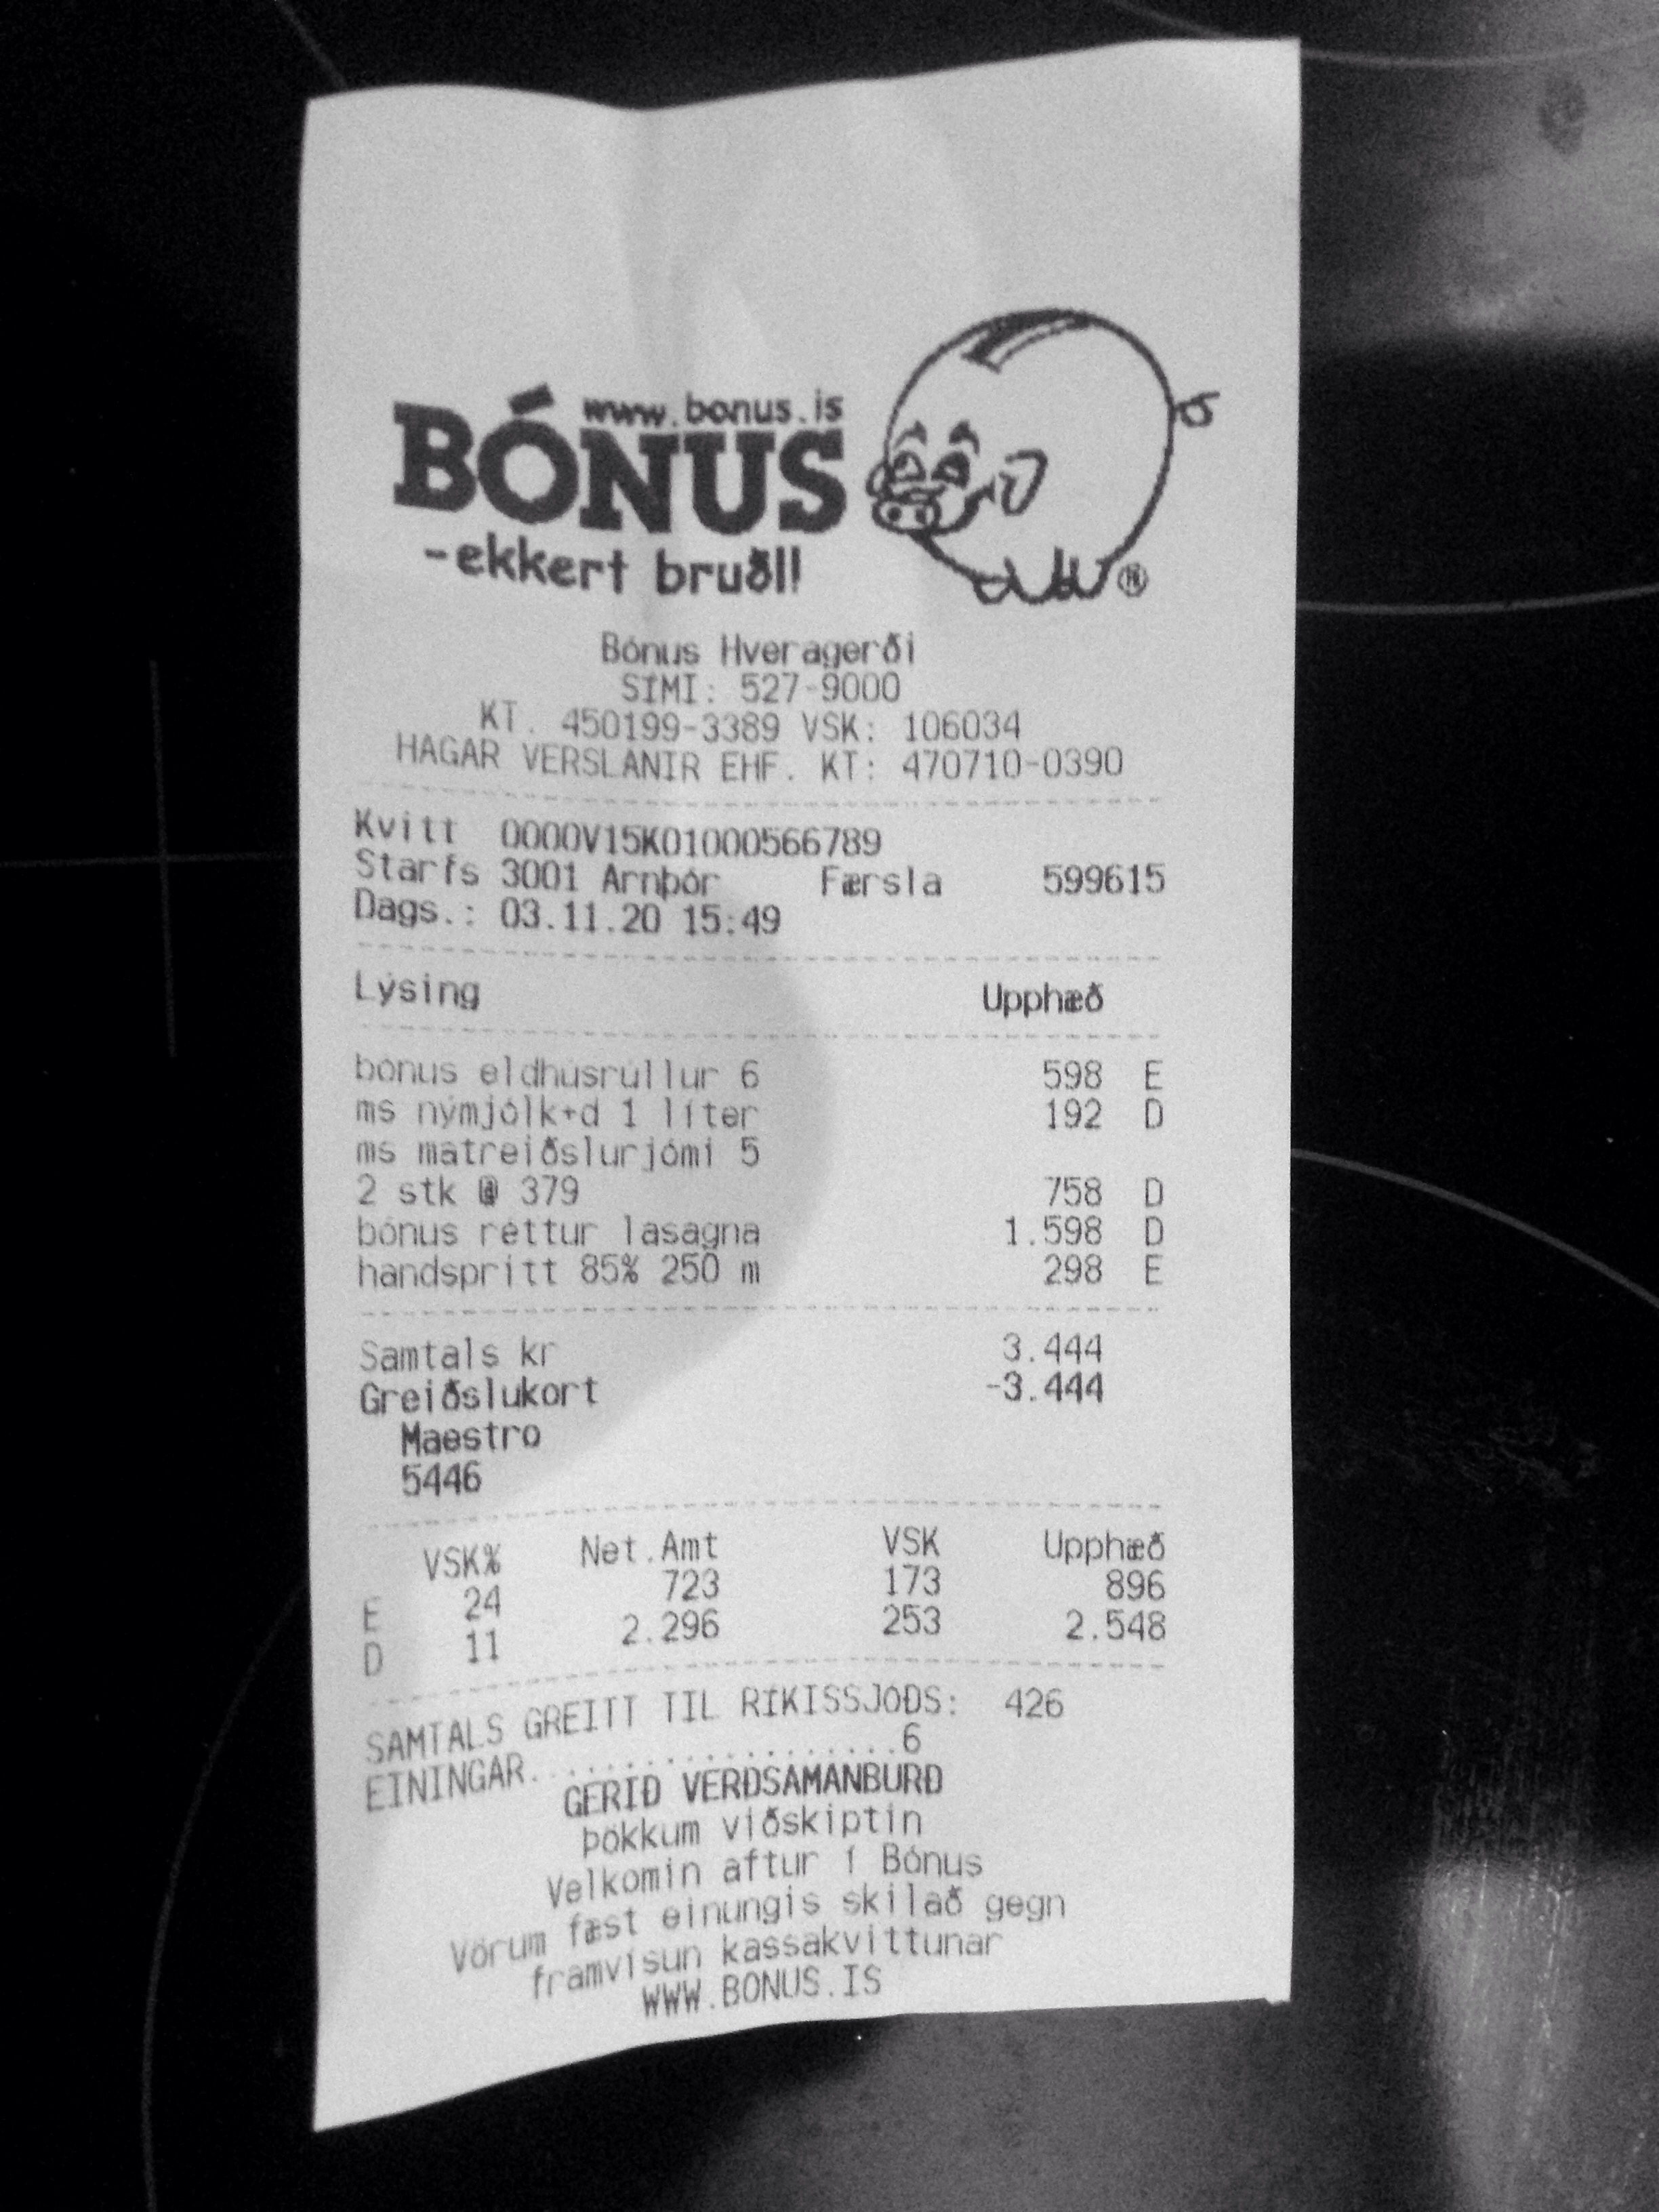 www.bonus.is
BÓNUS
-ekkert bruðl!
Bónus Hveragerði
SÍMI: 527-9000
KT. 450199-3389 VSK: 106034
HAGAR VERSLANIR EHF. KT: 470710-0390
Kvitt 0000V15K01000566789
Starfs 3001 Arnþór Færsla 599615
Dags.: 03.11.20 15:49
Lýsing Upphæð
bónus eldhúsrúllur 6 598 E
ms nýmjólk+d 1 líter 192 D
ms matreiðslurjómi 5
2 stk @ 379 758 D
bónus réttur lasagna 1.598 D
handspritt 85% 250 m 298 E
Samtals kr 3.444
Greiðslukort -3.444
Maestro
5446
VSK% Net.Amt VSK Upphæð
E 24 723 173 896
D 11 2.296 253 2.548
SAMTALS GREITT TIL RÍKISSJÓÐS: 426
EININGAR..................6
GERIÐ VERÐSAMANBURÐ
þökkum viðskiptin
Velkomin aftur í Bónus
Vörum fæst einungis skilað gegn
framvísun kassakvittunar
WWW.BONUS.IS